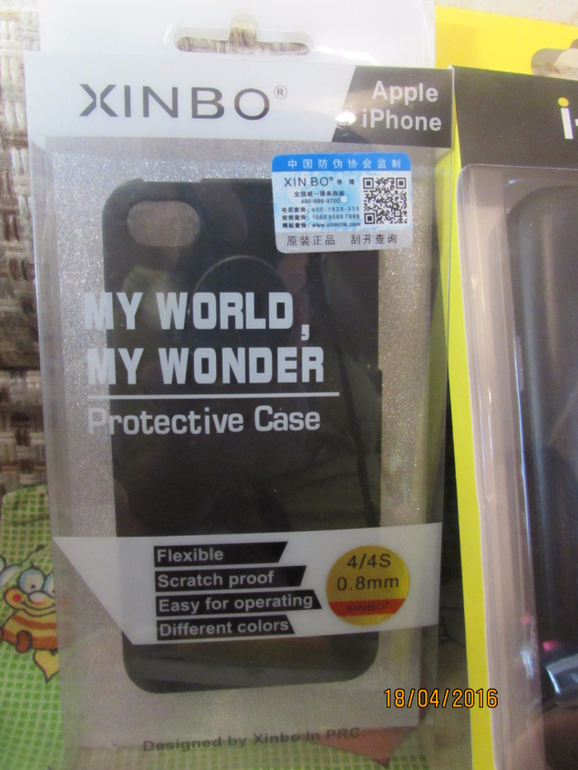 XINBO®
Apple
iPhone
i
中国防伪协会监制
XINBO®
原装正品 刮开查询
MY WORLD,
MY WONDER
Protective Case
Flexible
Scratch proof
Easy for operating
Different colors
4/4S
0.8mm
XINBO®
18/04/2016
Designed by Xinbo in PRC.